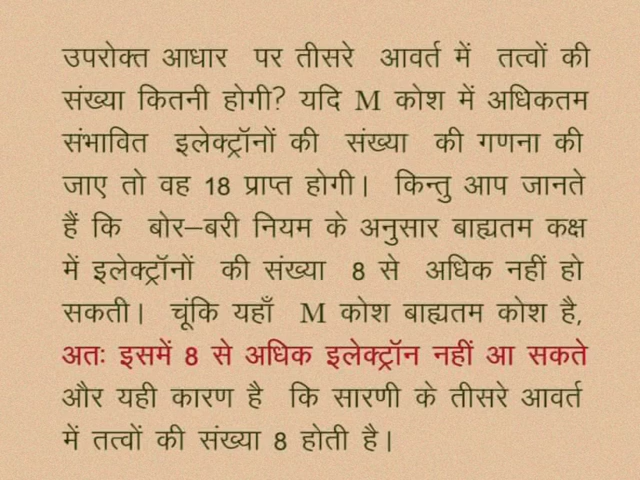 उपरोक्त आधार पर तीसरे आवर्त में तत्वों की
संख्या कितनी होगी? यदि M कोश में अधिकतम
संभावित इलेक्ट्रॉनों की संख्या की गणना की
जाए तो वह 18 प्राप्त होगी। किन्तु आप जानते
हैं कि बोर–बरी नियम के अनुसार बाह्यतम कक्ष
में इलेक्ट्रॉनों की संख्या 8 से अधिक नहीं हो
सकती। चूंकि यहाँ M कोश बाह्यतम कोश है,
अतः इसमें 8 से अधिक इलेक्ट्रॉन नहीं आ सकते
और यही कारण है कि सारणी के तीसरे आवर्त
में तत्वों की संख्या 8 होती है।